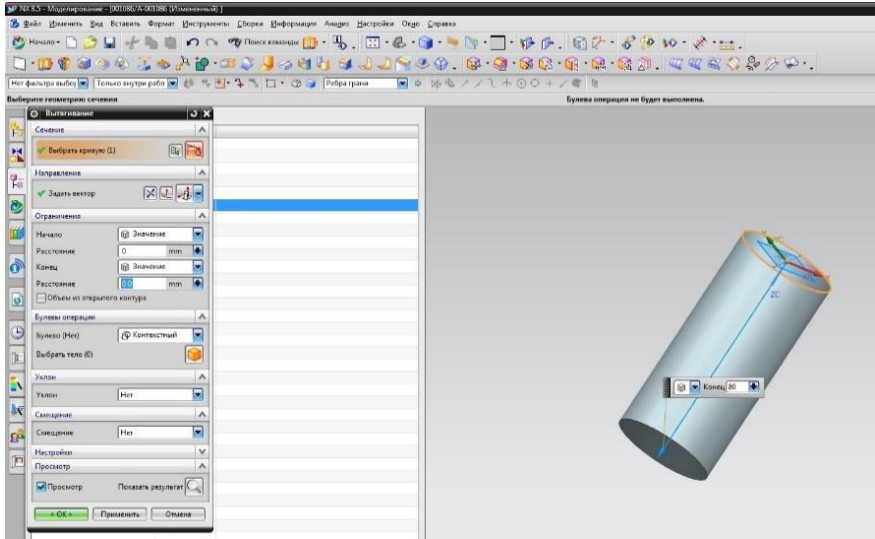 NX 8.5 - Моделирование - [001086/A-001086 (Измененный) ]
Файл Изменить Вид Вставить Формат Инструменты Сборки Информация Анализ Настройки Окно Справка
Начало Поиск команды
Нет фильтра выбор Только внутри рабо Ребра грани
Выберите геометрию сечения Булева операция не будет выполнена.
Вытягивание
Сечение
Выбрать кривую (1)
Направление
Задать вектор
Ограничения
Начало Значение
Расстояние 0 mm
Конец Значение
Расстояние 80 mm
Объем из открытого контура
Булевы операции
Булево (Нет) Контекстный
Выбрать тело (0)
Уклон
Уклон Нет
Смещение
Смещение Нет
Настройки
Просмотр
Просмотр Показать результат
< OK > Применить Отмена
ZC
Конец 80